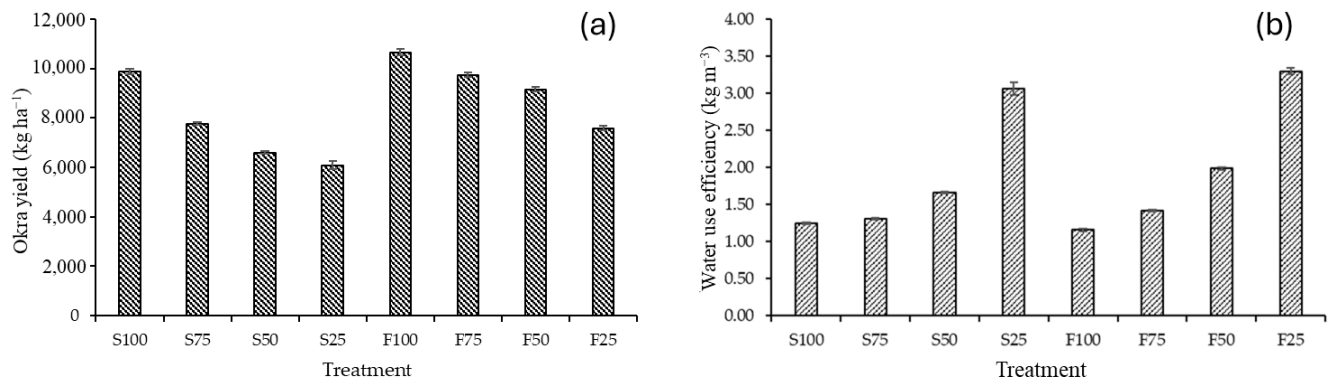 (a)
Okra yield (kg ha⁻¹)
12,000
10,000
8,000
6,000
4,000
2,000
0
S100 S75 S50 S25 F100 F75 F50 F25
Treatment
(b)
Water use efficiency (kg m⁻³)
4.00
3.50
3.00
2.50
2.00
1.50
1.00
0.50
0.00
S100 S75 S50 S25 F100 F75 F50 F25
Treatment